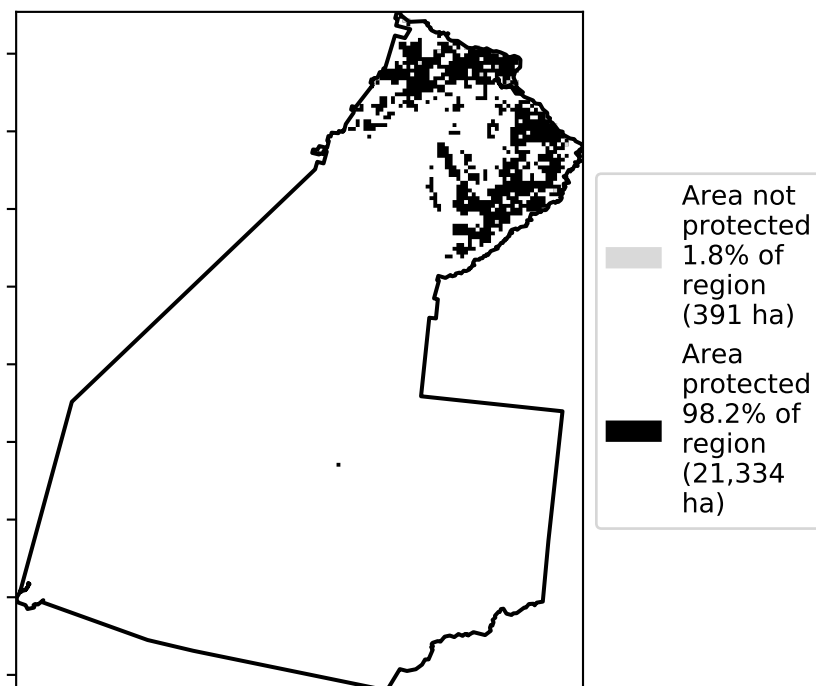 Area not
protected
1.8% of
region
(391 ha)
Area
protected
98.2% of
region
(21,334
ha)